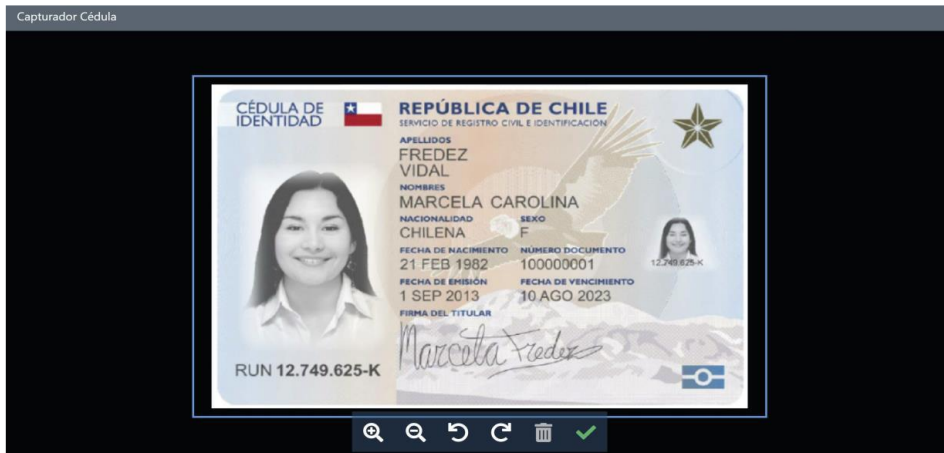 Capturador Cédula
CÉDULA DE
IDENTIDAD
REPÚBLICA DE CHILE
SERVICIO DE REGISTRO CIVIL E IDENTIFICACIÓN
APELLIDOS
FREDEZ
VIDAL
NOMBRES
MARCELA CAROLINA
NACIONALIDAD SEXO
CHILENA F
FECHA DE NACIMIENTO NÚMERO DOCUMENTO
21 FEB 1982 100000001
12.749.625-K
FECHA DE EMISIÓN FECHA DE VENCIMIENTO
1 SEP 2013 10 AGO 2023
FIRMA DEL TITULAR
Marcela Fredez
RUN 12.749.625-K